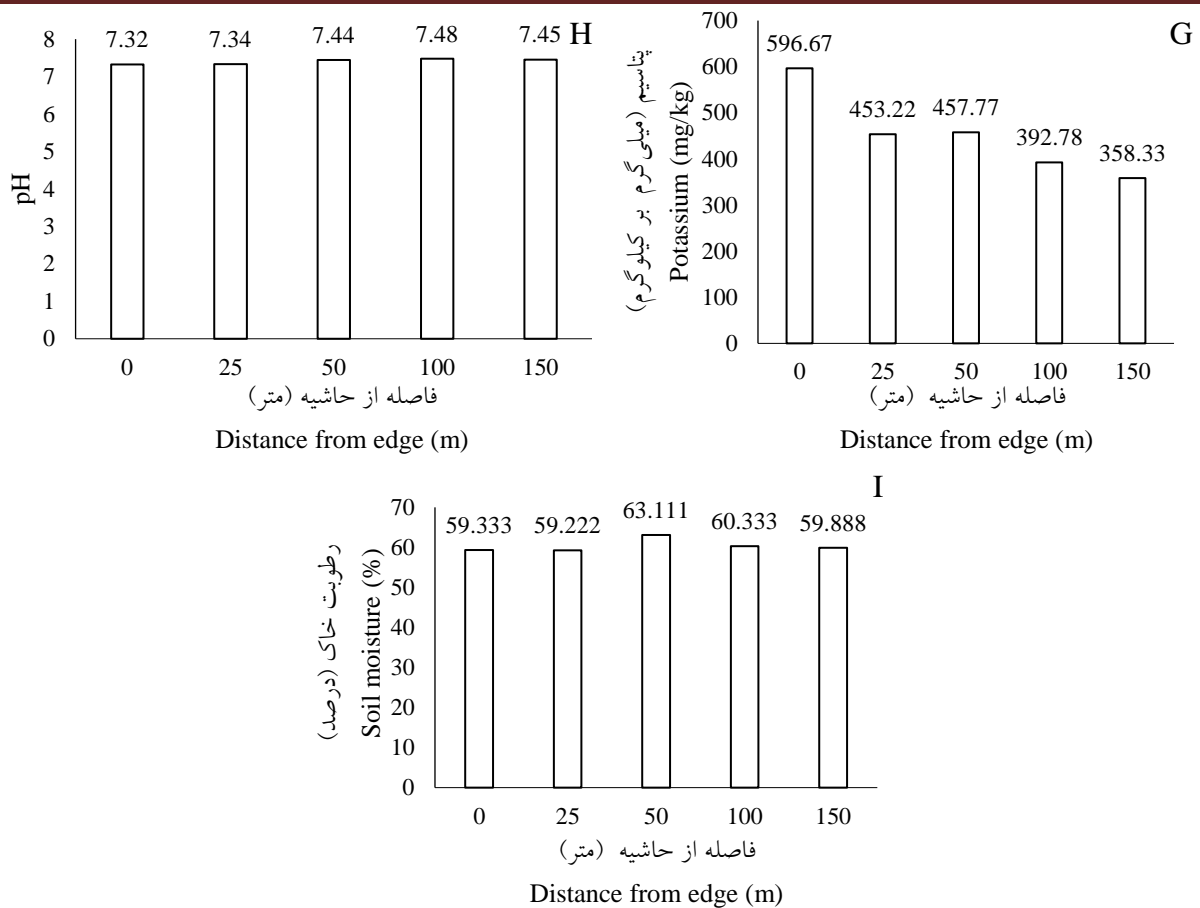 H
7.32 7.34 7.44 7.48 7.45
8
7
6
5
4
3
2
1
0
pH
0 25 50 100 150
فاصله از حاشیه (متر)
Distance from edge (m)
G
596.67 453.22 457.77 392.78 358.33
700
600
500
400
300
200
100
0
پتاسیم (میلی گرم بر کیلوگرم)
Potassium (mg/kg)
0 25 50 100 150
فاصله از حاشیه (متر)
Distance from edge (m)
I
59.333 59.222 63.111 60.333 59.888
70
60
50
40
30
20
10
0
رطوبت خاک (درصد)
Soil moisture (%)
0 25 50 100 150
فاصله از حاشیه (متر)
Distance from edge (m)